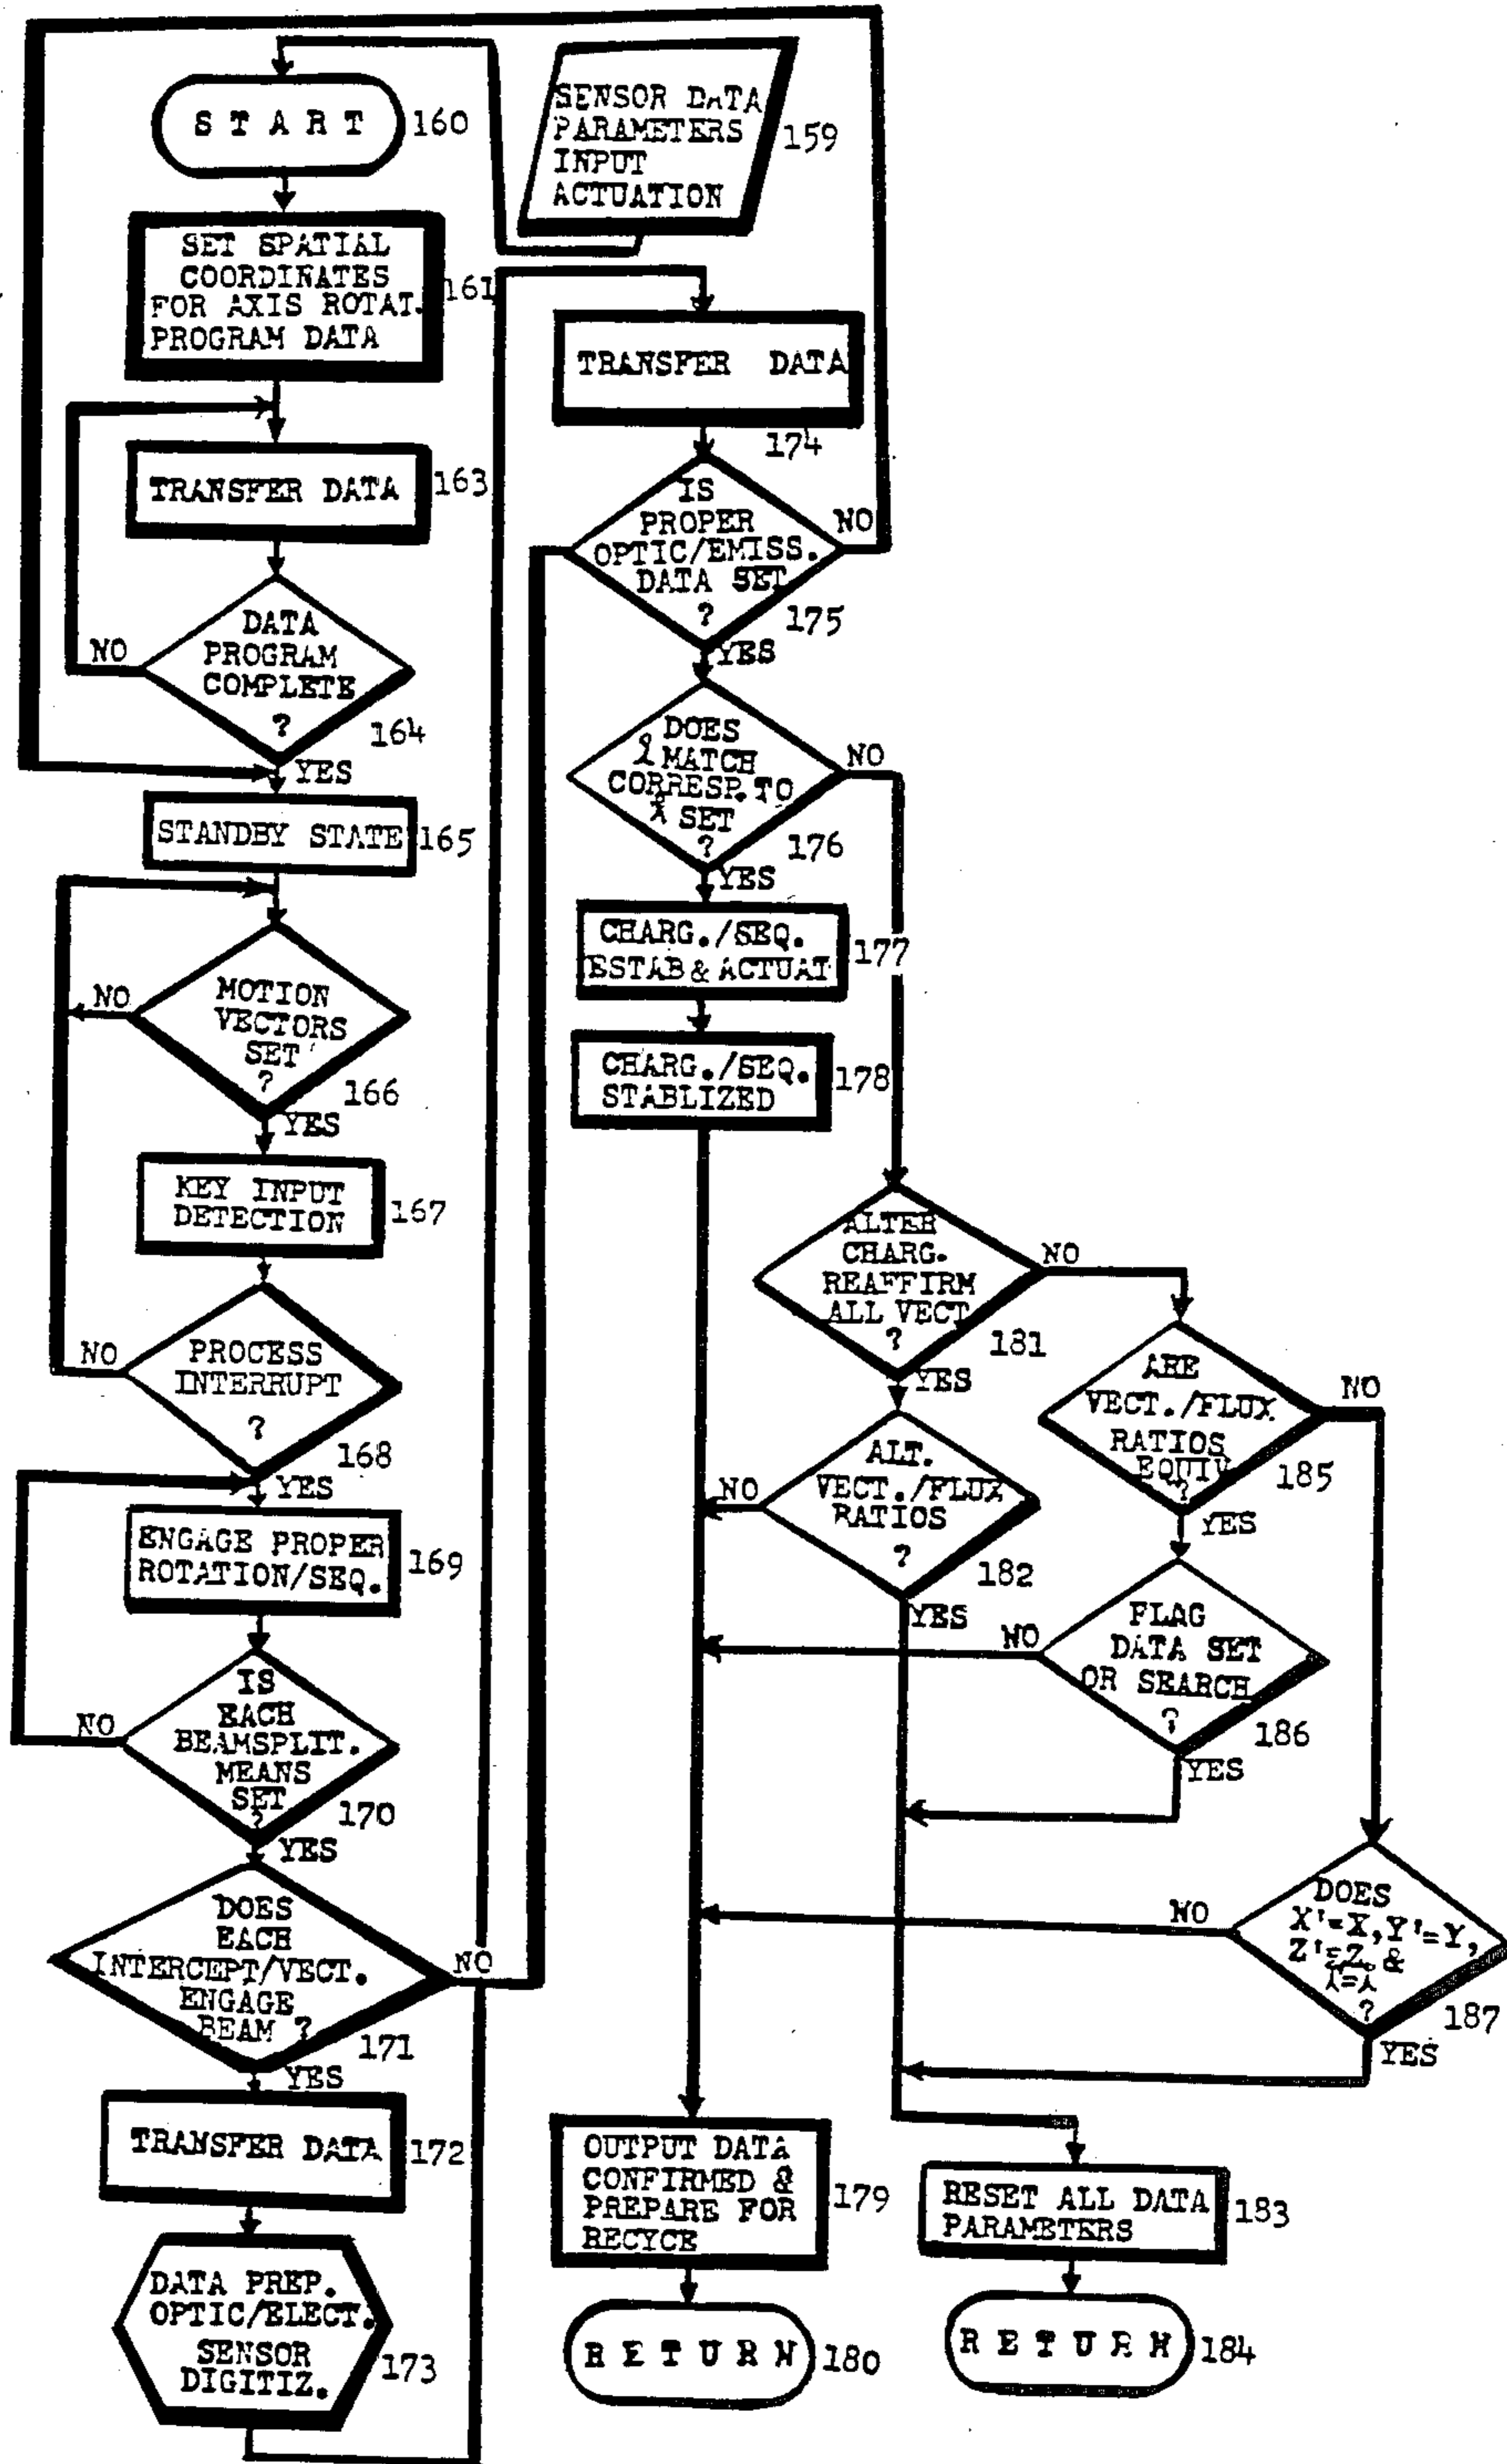 SENSOR DATA
PARAMETERS
INPUT
ACTUATION
159
S T A R T
160
SET SPATIAL
COORDINATES
FOR AXIS ROTAT.
PROGRAM DATA
161
TRANSFER DATA
163
DATA
PROGRAM
COMPLETE
?
164
NO
YES
STANDBY STATE
165
MOTION
VECTORS
SET
?
166
NO
YES
KEY INPUT
DETECTION
167
PROCESS
INTERRUPT
?
168
NO
YES
ENGAGE PROPER
ROTATION/SEQ.
169
IS
EACH
BEAMSPLIT.
MEANS
SET
?
170
NO
YES
DOES
EACH
INTERCEPT/VECT.
ENGAGE
BEAM ?
171
NO
YES
TRANSFER DATA
172
DATA PREP.
OPTIC/ELECT.
SENSOR
DIGITIZ.
173
TRANSFER DATA
174
IS
PROPER
OPTIC/EMISS.
DATA SET
?
175
NO
YES
DOES
MATCH
CORRESP. TO
SET
?
176
NO
YES
CHARG./SEQ.
ESTAB & ACTUAT
177
CHARG./SEQ.
STABLIZED
178
ALTER
CHARG.
REAFFIRM
ALL VECT
?
181
NO
YES
ALT.
VECT./FLUX
RATIOS
?
182
NO
YES
ARE
VECT./FLUX
RATIOS
EQUIV
?
185
NO
YES
FLAG
DATA SET
OR SEARCH
?
186
NO
YES
DOES
X'=X, Y'=Y,
Z'=Z &
?
187
NO
YES
OUTPUT DATA
CONFIRMED &
PREPARE FOR
RECYCE
179
R E T U R N
180
RESET ALL DATA
PARAMETERS
183
R E T U R N
184